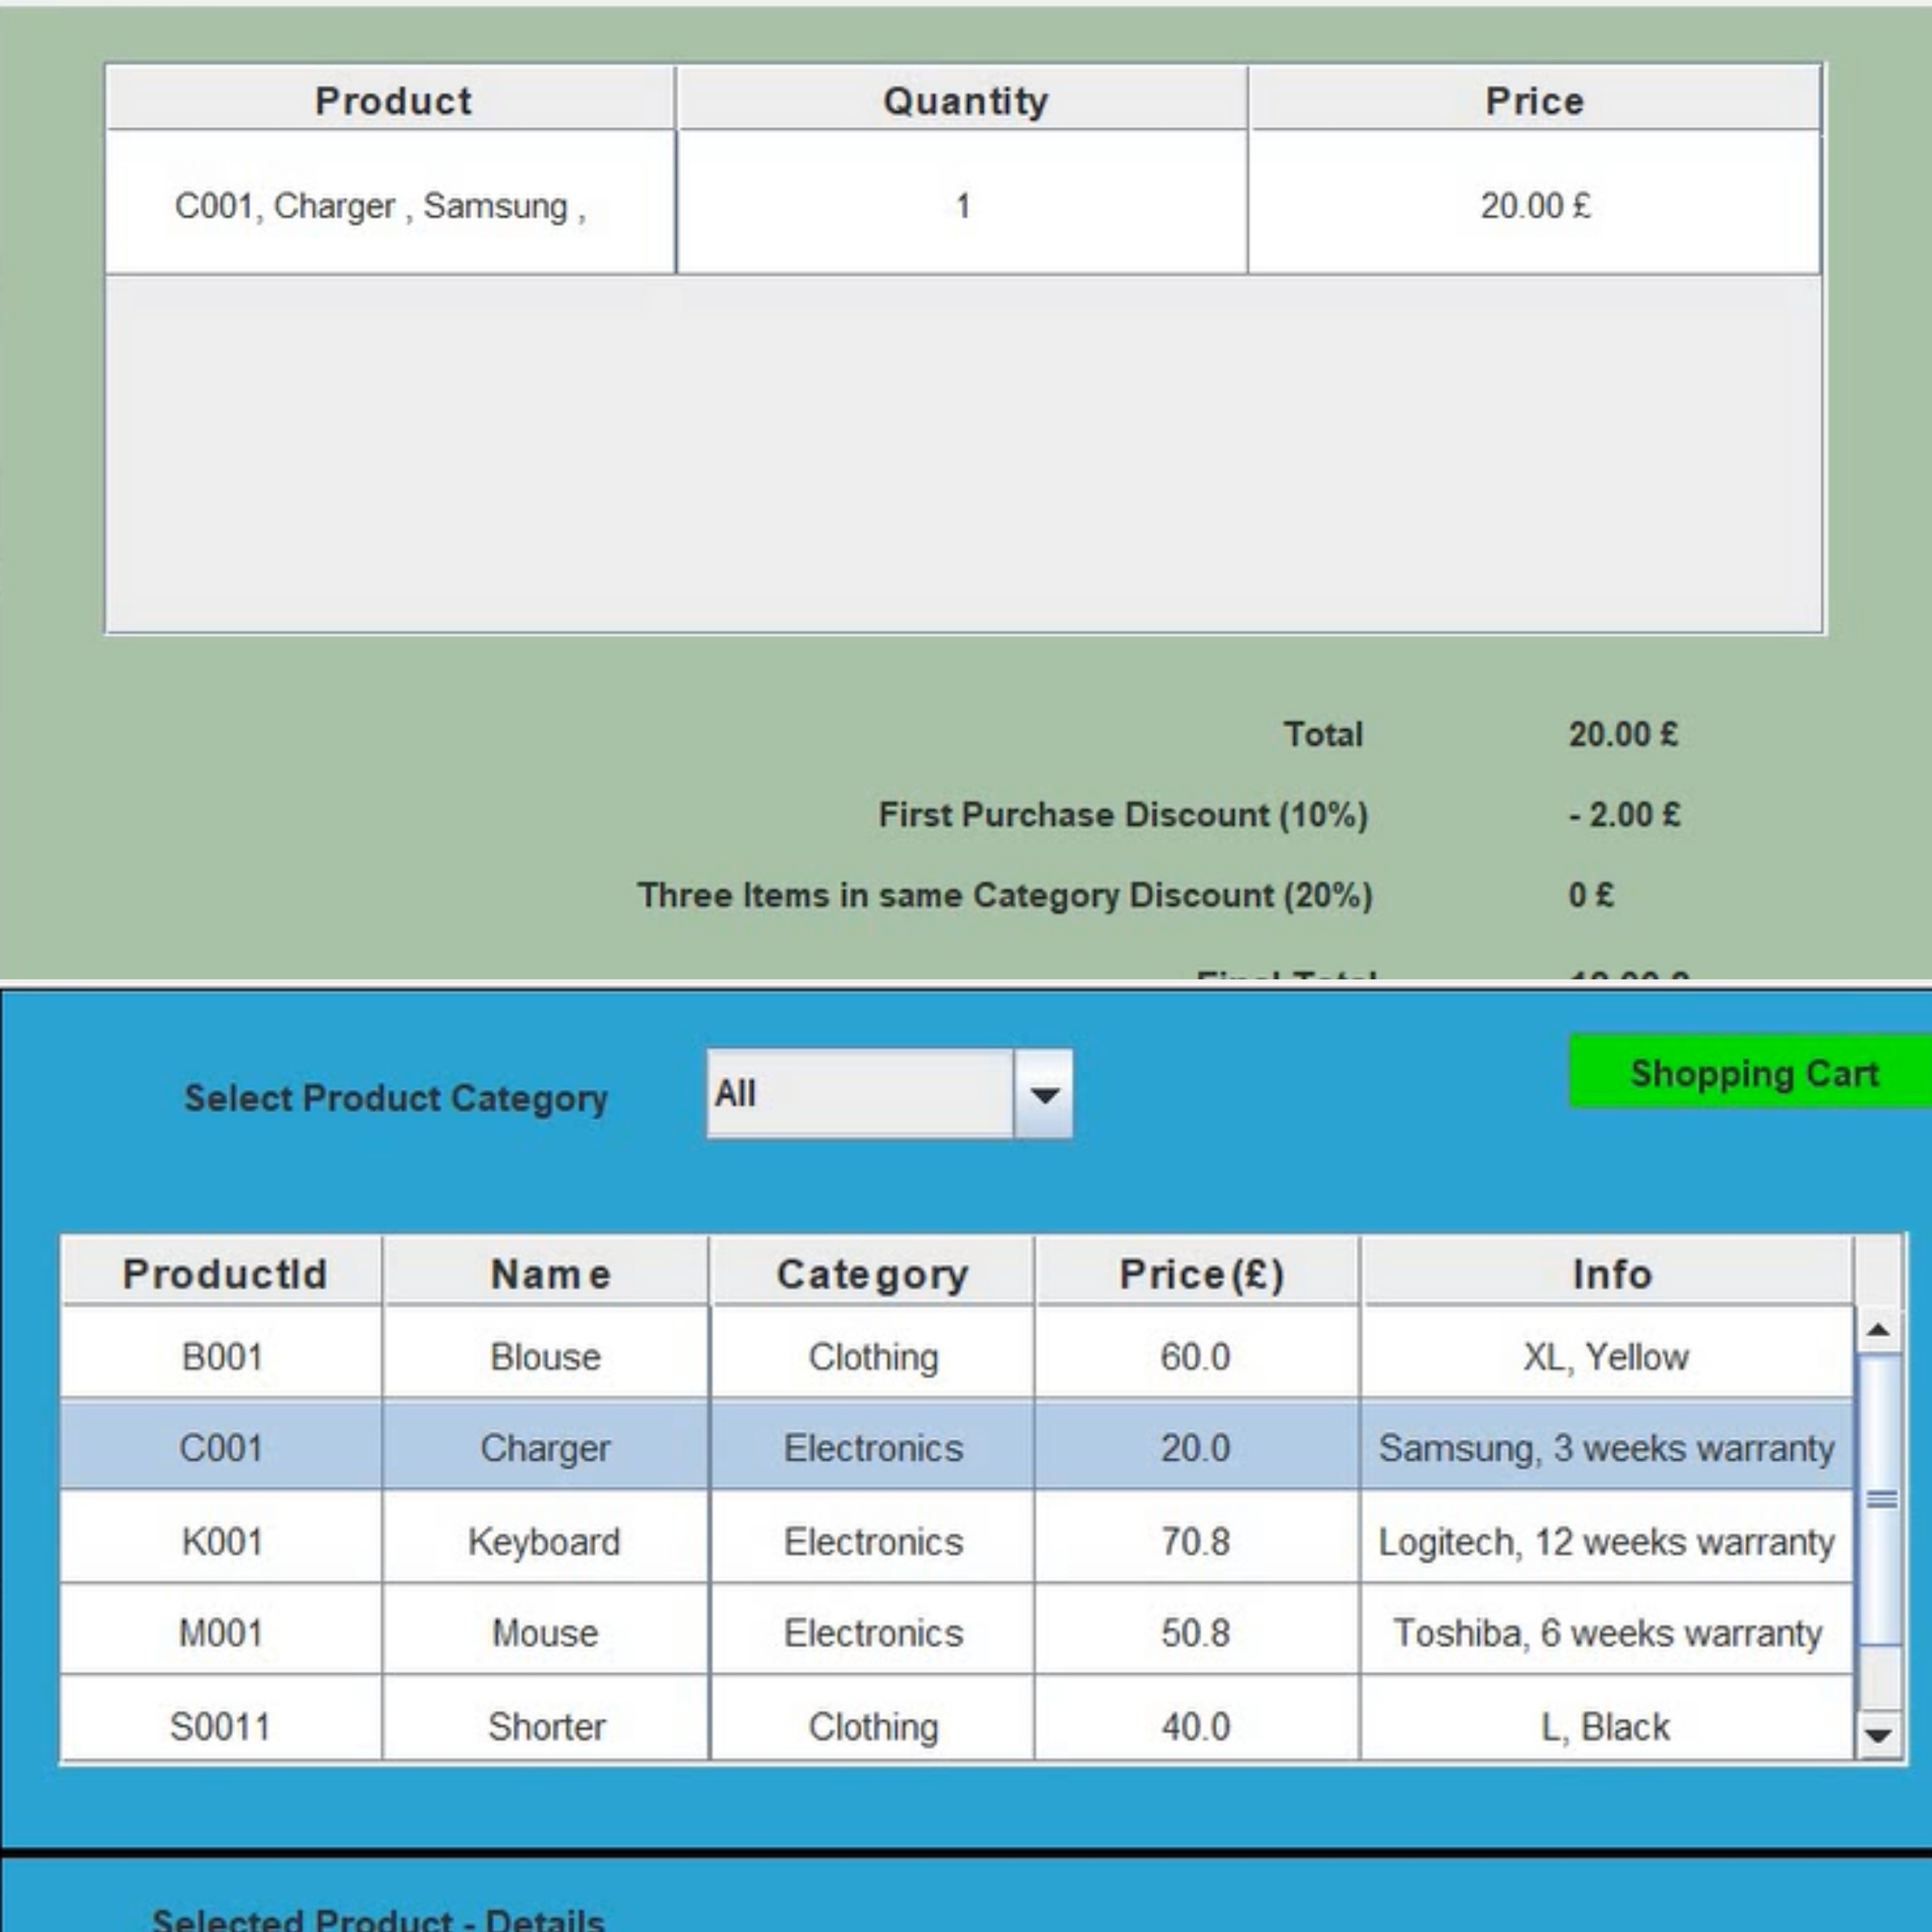 Product Quantity Price
C001, Charger , Samsung , 1 20.00 £
Total 20.00 £
First Purchase Discount (10%) - 2.00 £
Three Items in same Category Discount (20%) 0 £
Final Total
Select Product Category All Shopping Cart
ProductId Name Category Price(£) Info
B001 Blouse Clothing 60.0 XL, Yellow
C001 Charger Electronics 20.0 Samsung, 3 weeks warranty
K001 Keyboard Electronics 70.8 Logitech, 12 weeks warranty
M001 Mouse Electronics 50.8 Toshiba, 6 weeks warranty
S0011 Shorter Clothing 40.0 L, Black
Selected Product - Details